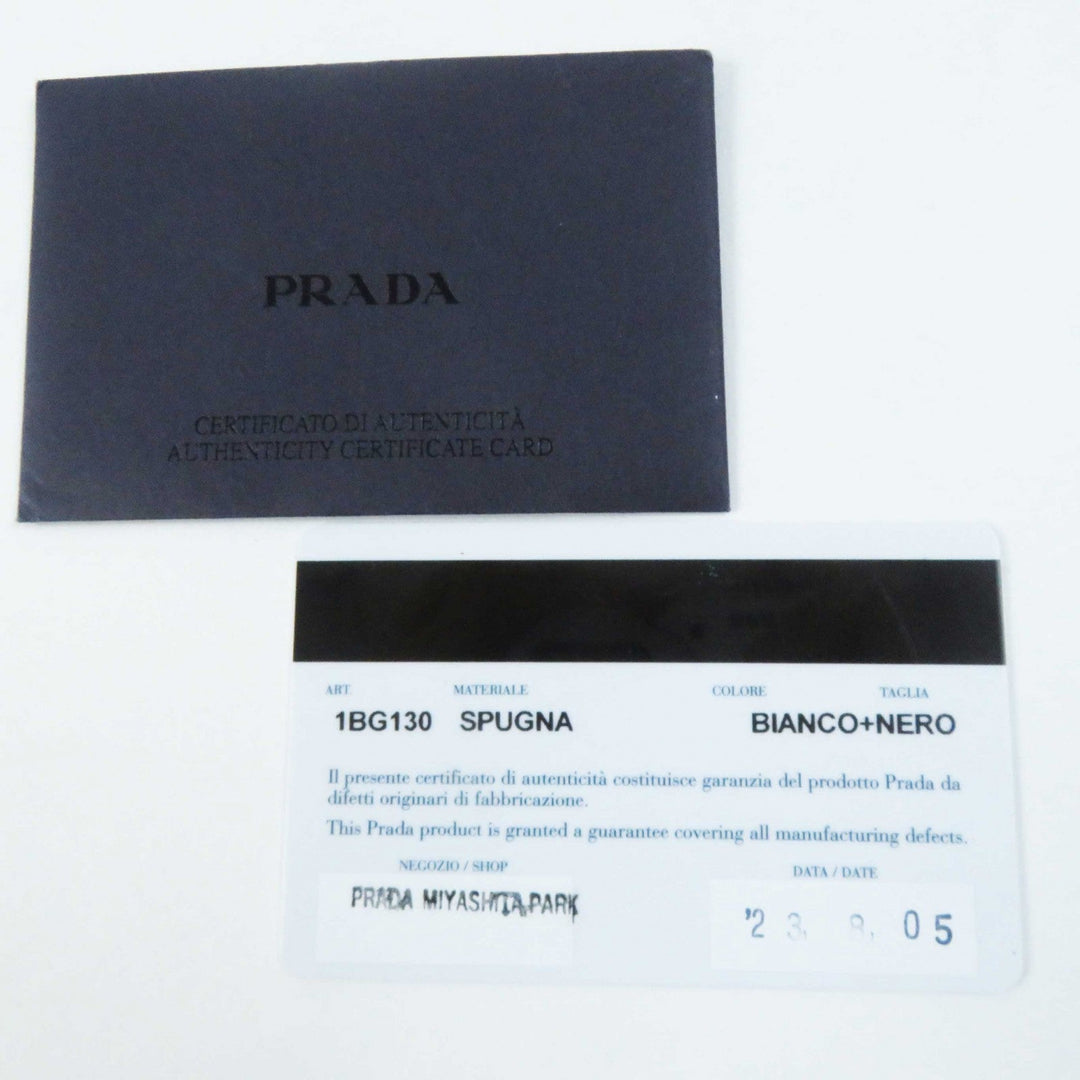 PRADA
CERTIFICATO DI AUTENTICITÀ
AUTHENTICITY CERTIFICATE CARD
ART. MATERIALE COLORE TAGLIA
1BG130 SPUGNA BIANCO+NERO
Il presente certificato di autenticità costituisce garanzia del prodotto Prada da
difetti originari di fabbricazione.
This Prada product is granted a guarantee covering all manufacturing defects.
NEGOZIO / SHOP DATA / DATE
PRADA MIYASHITA PARK '23. 8. 05